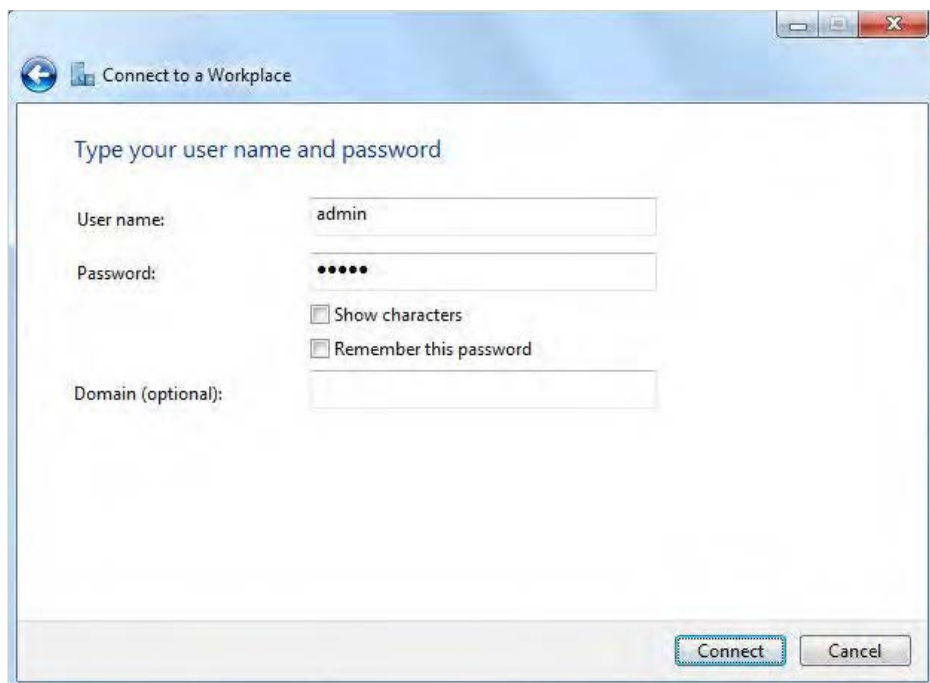 Connect to a Workplace
Type your user name and password
User name: admin
Password: •••••
Show characters
Remember this password
Domain (optional):
Connect Cancel